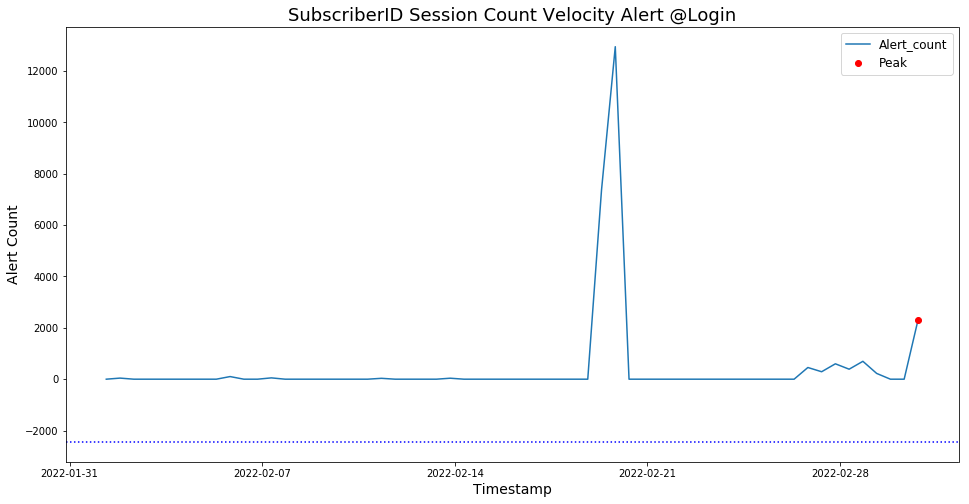 SubscriberID Session Count Velocity Alert @Login
Alert_count
Peak
Alert Count
12000
10000
8000
6000
4000
2000
0
−2000
2022-01-31
2022-02-07
2022-02-14
2022-02-21
2022-02-28
Timestamp